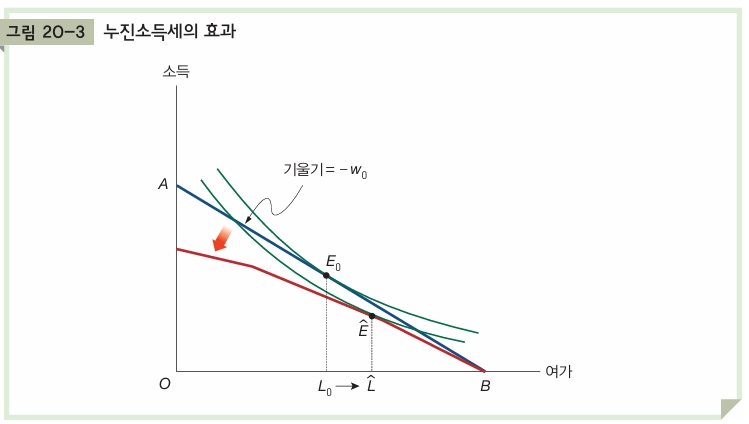 그림 20-3 누진소득세의 효과
소득
기울기 = -w₀
A
E₀
Ê
여가
O
L₀ → L̂
B